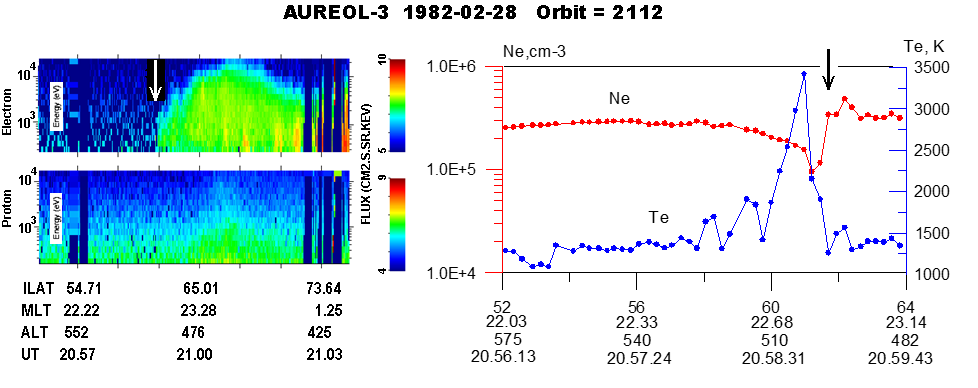 AUREOL-3 1982-02-28 Orbit = 2112
Electron
Energy (eV)
10^4
10^3
Proton
Energy (eV)
10^4
10^3
10
5
9
4
FLUX (CM2.S.SR.KEV)
ILAT 54.71 65.01 73.64
MLT 22.22 23.28 1.25
ALT 552 476 425
UT 20.57 21.00 21.03
Ne,cm-3
Te, K
1.0E+6
1.0E+5
1.0E+4
3500
3000
2500
2000
1500
1000
Ne
Te
52 56 60 64
22.03 22.33 22.68 23.14
575 540 510 482
20.56.13 20.57.24 20.58.31 20.59.43